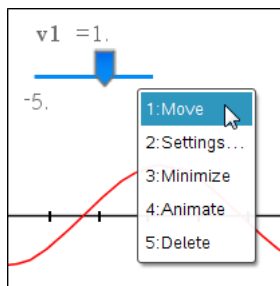 v1 =1.
-5.
1:Move
2:Settings...
3:Minimize
4:Animate
5:Delete